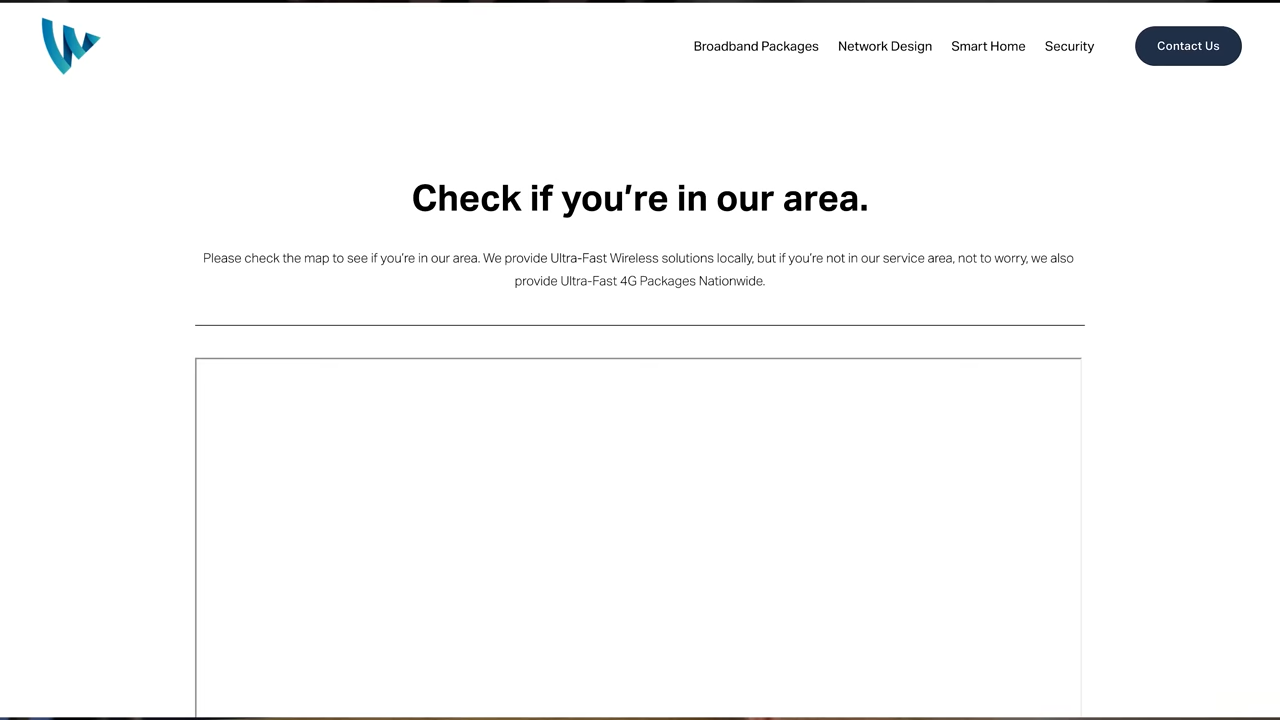 Broadband Packages Network Design Smart Home Security Contact Us
Check if you’re in our area.
Please check the map to see if you’re in our area. We provide Ultra-Fast Wireless solutions locally, but if you’re not in our service area, not to worry, we also
provide Ultra-Fast 4G Packages Nationwide.